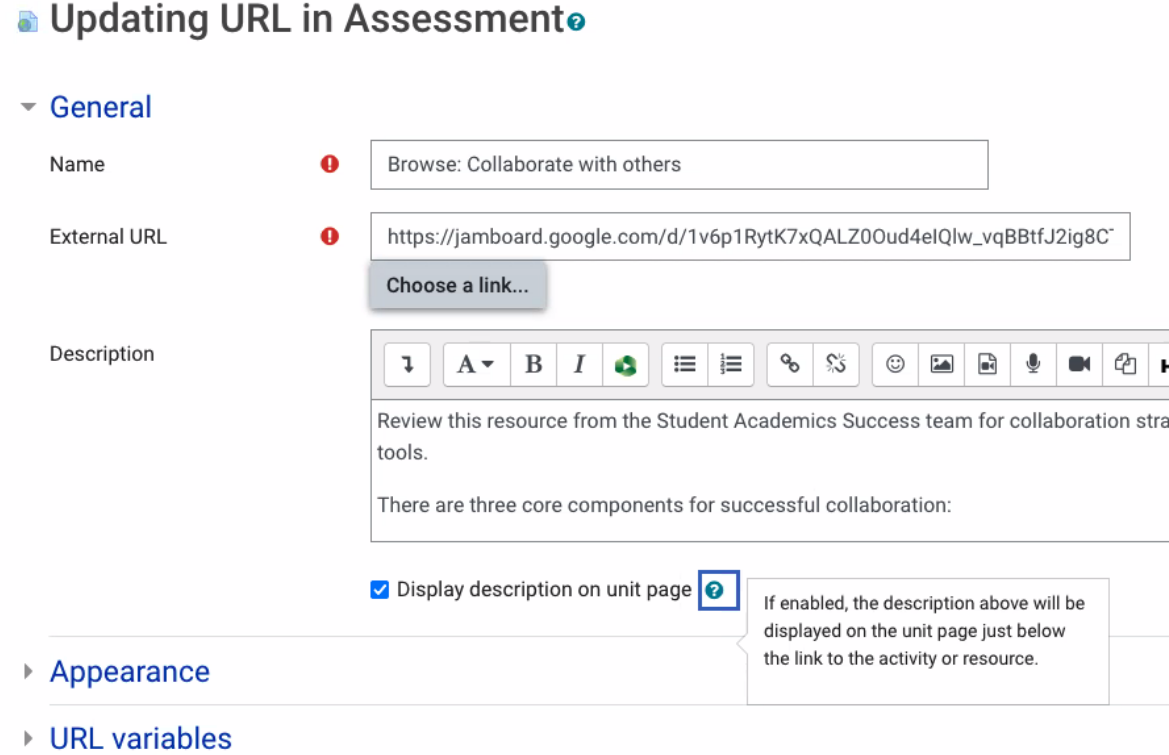 Updating URL in Assessment
General
Name
Browse: Collaborate with others
External URL
https://jamboard.google.com/d/1v6p1RytK7xQALZ0Oud4eIQlw_vqBBtfJ2ig8C
Choose a link...
Description
A B I
Review this resource from the Student Academics Success team for collaboration stra
tools.
There are three core components for successful collaboration:
Display description on unit page
If enabled, the description above will be
displayed on the unit page just below
the link to the activity or resource.
Appearance
URL variables